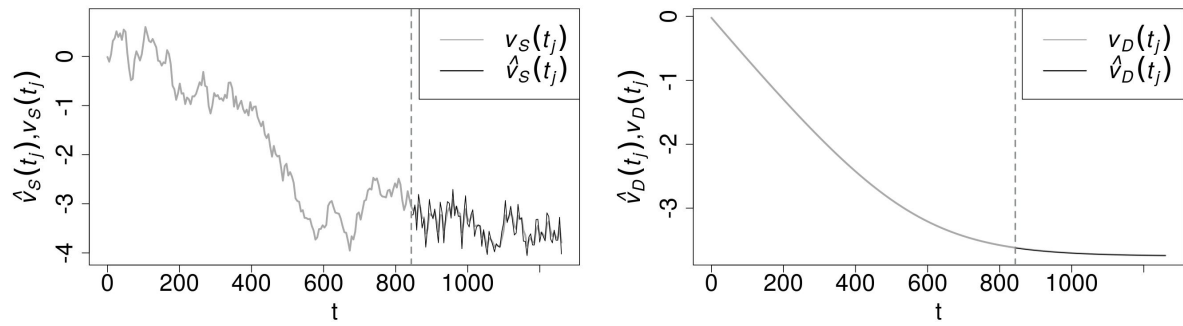 v_S(t_j)
v̂_S(t_j)
v̂_S(t_j),v_S(t_j)
0
-1
-2
-3
-4
0 200 400 600 800 1000
t
v_D(t_j)
v̂_D(t_j)
v̂_D(t_j),v_D(t_j)
0
-1
-2
-3
0 200 400 600 800 1000
t